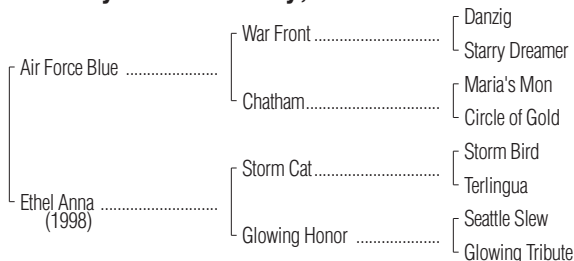 Danzig
War Front ..........................
Starry Dreamer
Air Force Blue ......................
Maria's Mon
Chatham..............................
Circle of Gold
Storm Bird
Storm Cat.............................
Terlingua
Ethel Anna ............................
(1998)
Seattle Slew
Glowing Honor ....................
Glowing Tribute